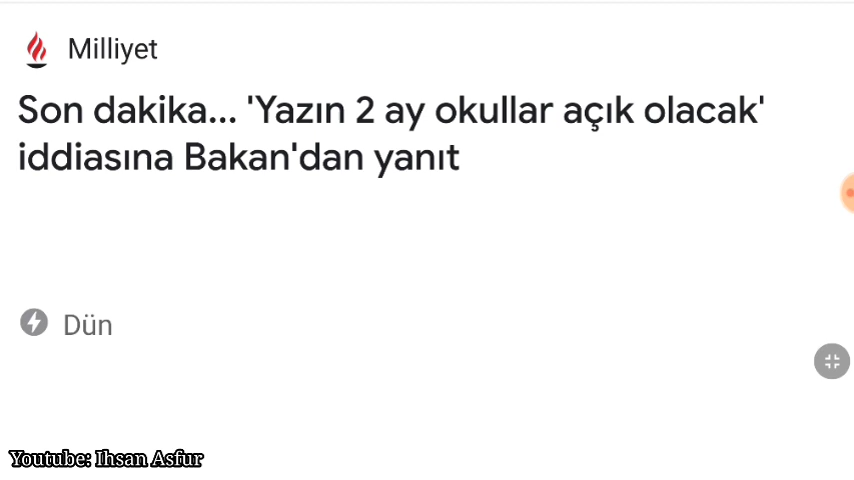 Milliyet
Son dakika... 'Yazın 2 ay okullar açık olacak'
iddiasına Bakan'dan yanıt
Dün
Youtube: Ihsan Asfur